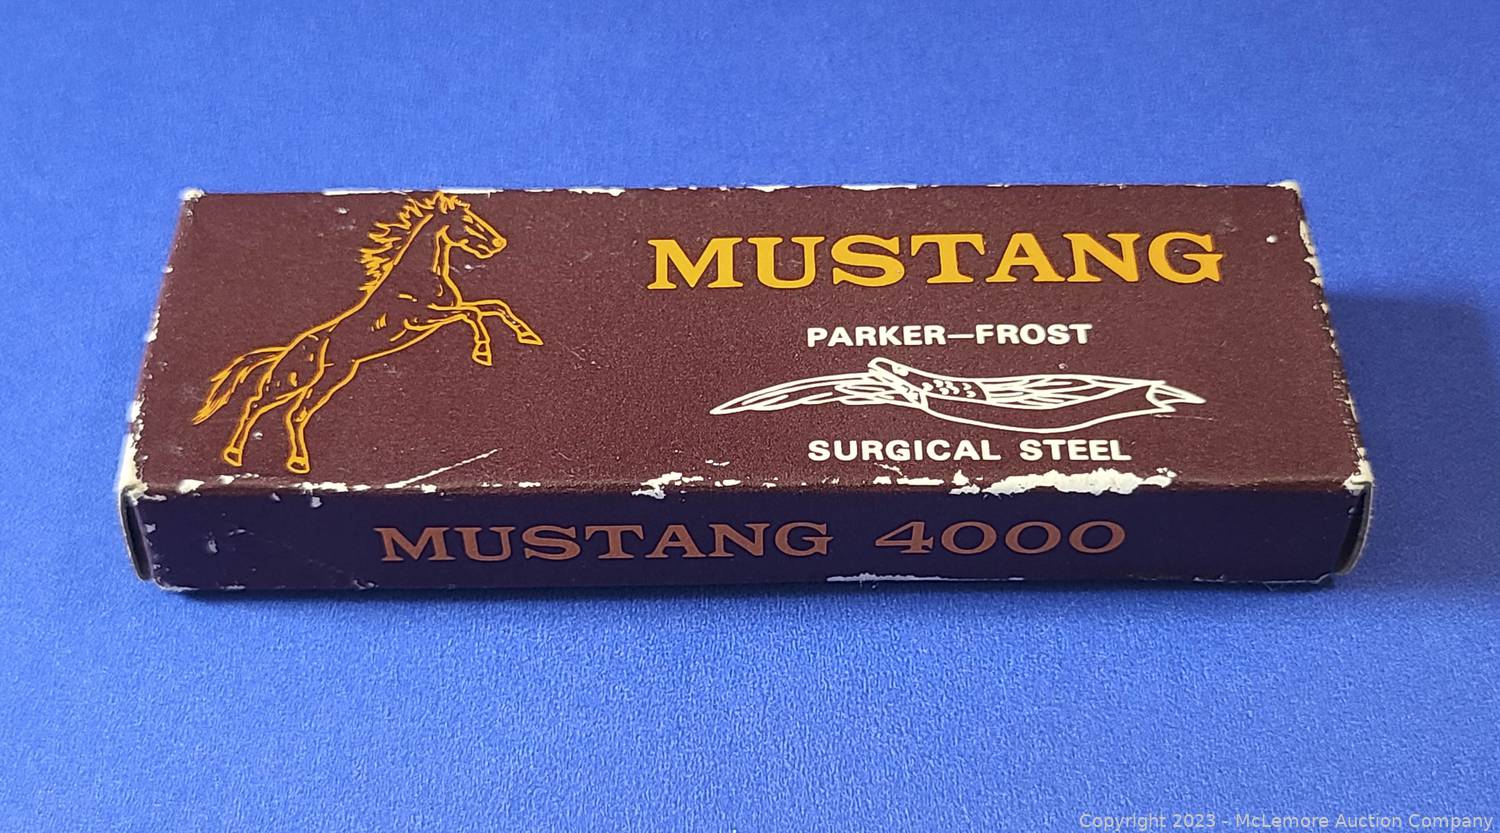 MUSTANG
PARKER–FROST
SURGICAL STEEL
MUSTANG 4000
Copyright 2023 - McLemore Auction Company